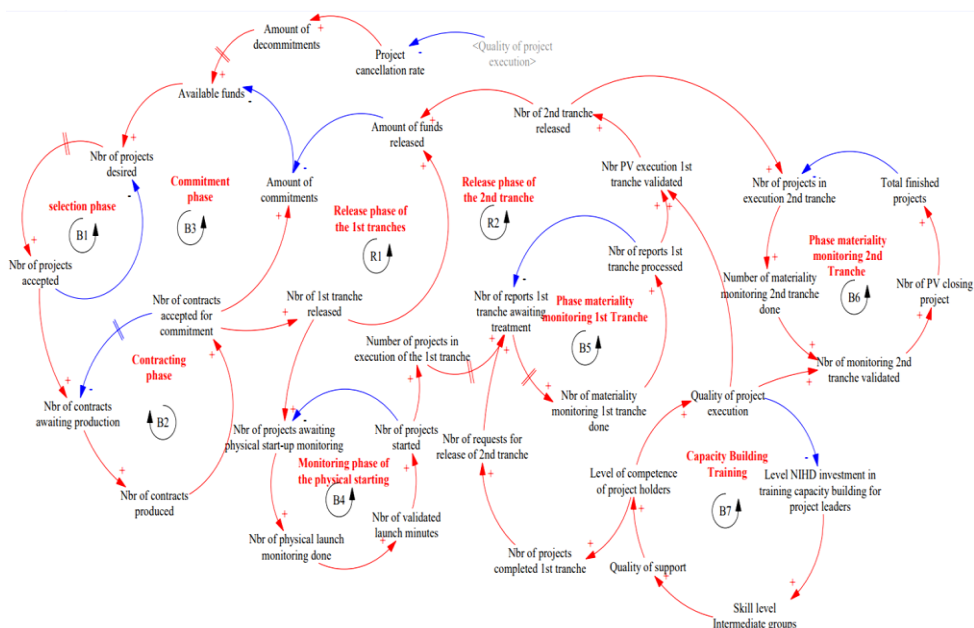 Amount of
decommitments
Project
cancellation rate
<Quality of project
execution>
Available funds
Amount of funds
released
Nbr of 2nd tranche
released
Nbr of projects
desired
Commitment
phase
Amount of
commitments
Release phase of
the 2nd tranche
Nbr PV execution 1st
tranche validated
Nbr of projects in
execution 2nd tranche
Total finished
projects
selection phase
B1
B3
Release phase of
the 1st tranches
R1
R2
Nbr of projects
accepted
Nbr of contracts
accepted for
commitment
Nbr of 1st tranche
released
Nbr of reports 1st
tranche processed
Nbr of reports 1st
tranche awaiting
treatment
Phase materiality
monitoring 1st Tranche
B5
Phase materiality
monitoring 2nd
Tranche
B6
Number of materiality
monitoring 2nd tranche
done
Nbr of PV closing
project
Number of projects in
execution of the 1st tranche
Contracting
phase
B2
Nbr of contracts
awaiting production
Nbr of monitoring 2nd
tranche validated
Nbr of materiality
monitoring 1st tranche
done
Quality of project
execution
Nbr of projects awaiting
physical start-up monitoring
Nbr of projects
started
Nbr of requests for
release of 2nd tranche
Monitoring phase of
the physical starting
B4
Level of competence
of project holders
Capacity Building
Training
B7
Level NIHD investment in
training capacity building for
project leaders
Nbr of contracts
produced
Nbr of physical launch
monitoring done
Nbr of validated
launch minutes
Nbr of projects
completed 1st tranche
Quality of support
Skill level
Intermediate groups